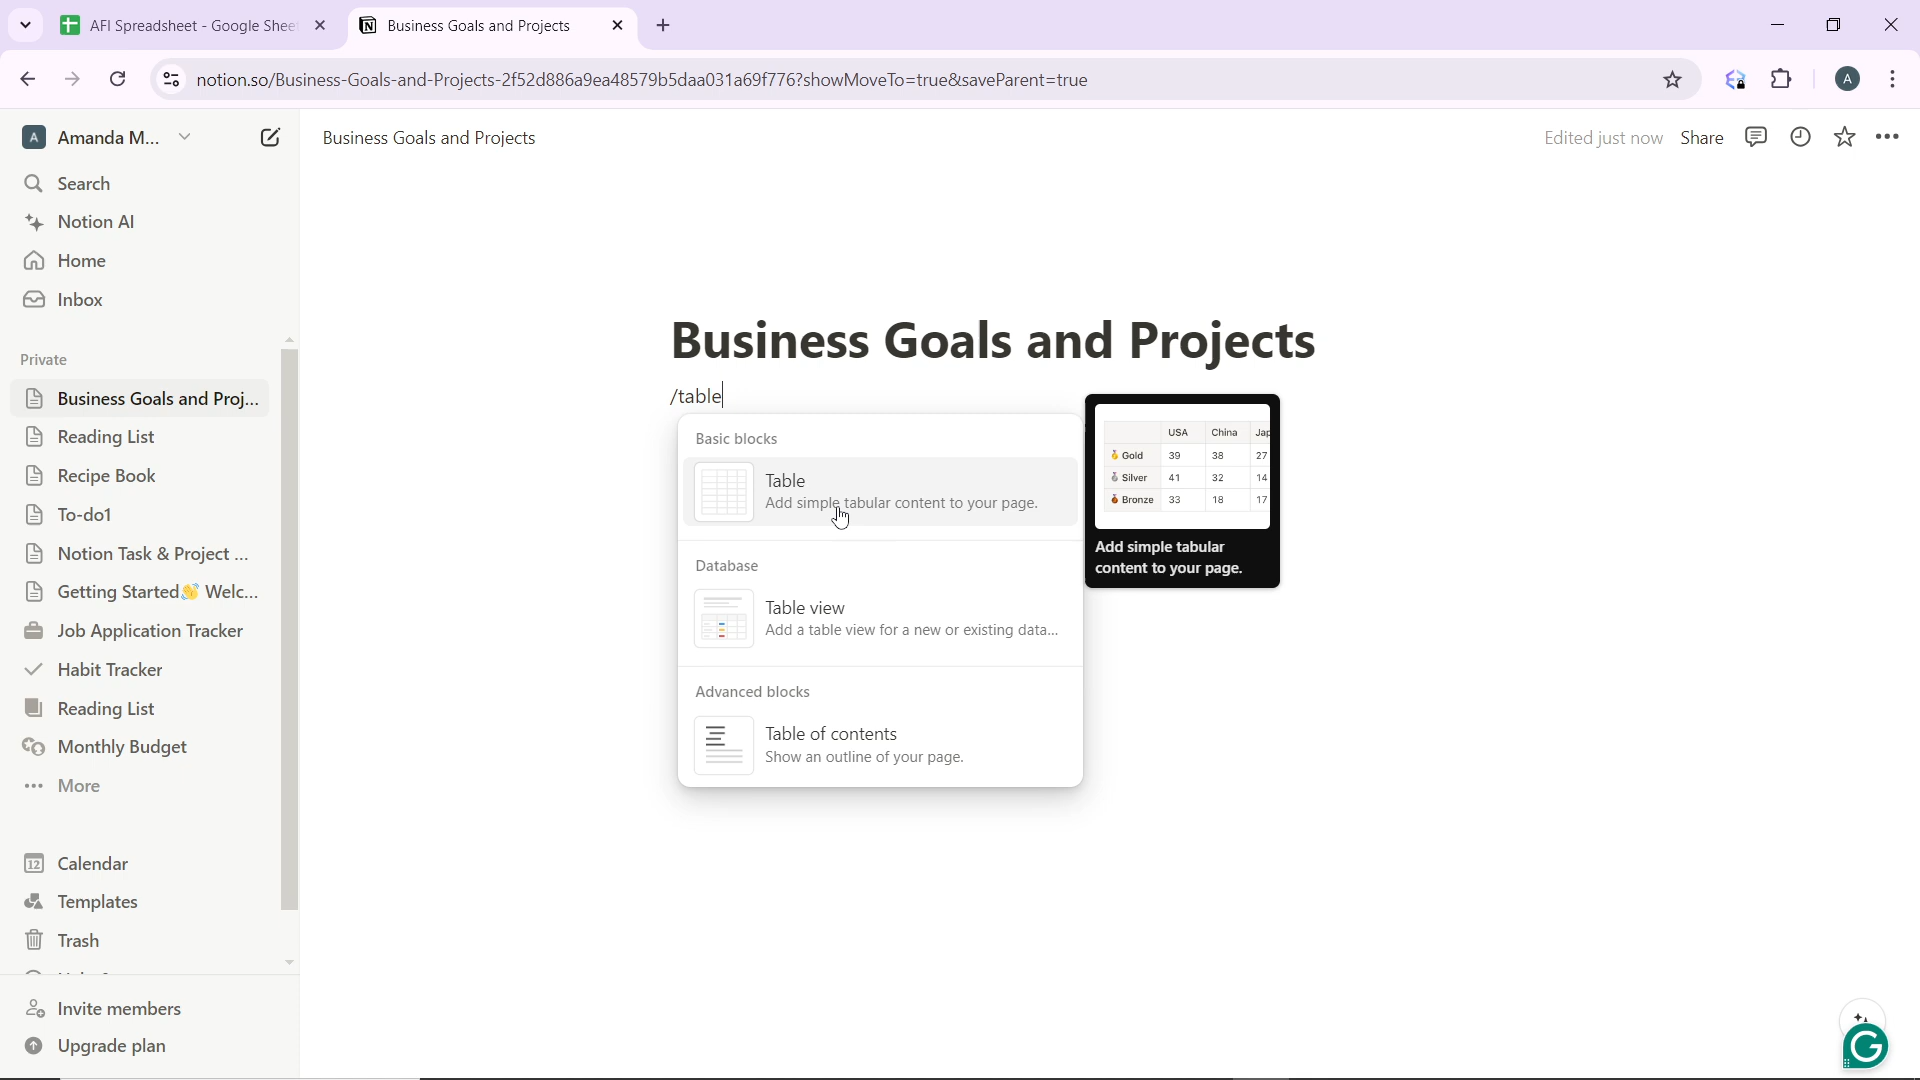 AFI Spreadsheet - Google Shee
Business Goals and Projects
notion.so/Business-Goals-and-Projects-2f52d886a9ea48579b5daa031a69f776?showMoveTo=true&saveParent=true
A
A Amanda M...
Business Goals and Projects
Edited just now Share
Search
Notion AI
Home
Inbox
Private
Business Goals and Proj...
Reading List
Recipe Book
To-do1
Notion Task & Project ...
Getting Started👋 Welc...
Job Application Tracker
Habit Tracker
Reading List
Monthly Budget
More
12 Calendar
Templates
Trash
Invite members
Upgrade plan
Business Goals and Projects
/table
Basic blocks
Table
Add simple tabular content to your page.
Database
Table view
Add a table view for a new or existing data...
Advanced blocks
Table of contents
Show an outline of your page.
USA China Jap
Gold 39 38 27
Silver 41 32 14
Bronze 33 18 17
Add simple tabular
content to your page.
G